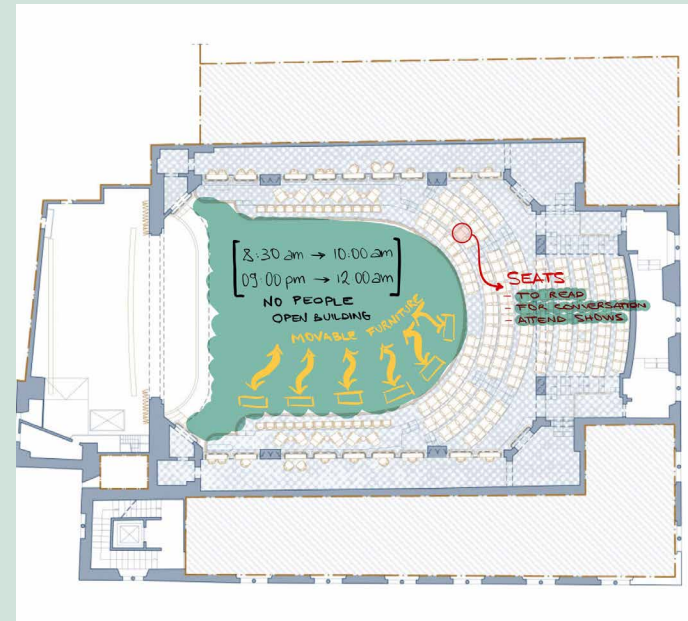 8:30 am → 10:00 am
09:00 pm → 12 00 am
NO PEOPLE
OPEN BUILDING
MOVABLE FURNITURE
SEATS
- TO READ
- FOR CONVERSATION
- ATTEND SHOWS